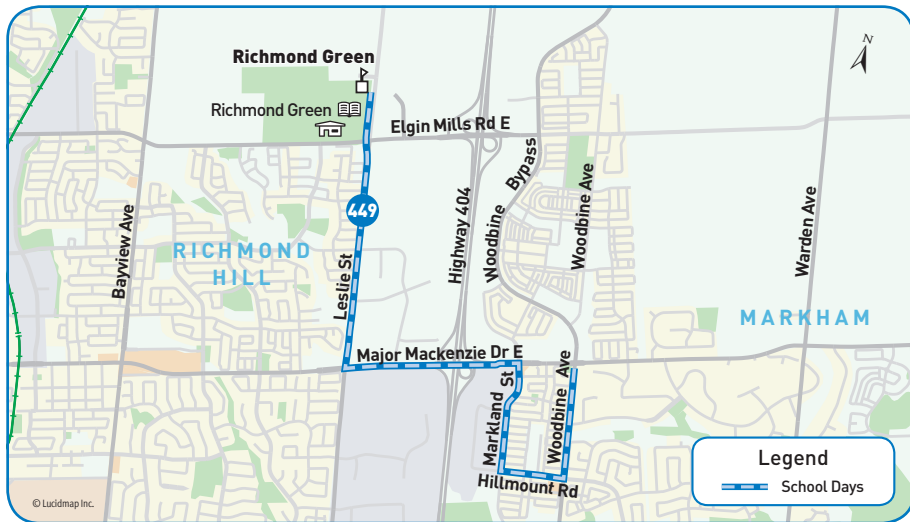 N
Richmond Green
Richmond Green
Elgin Mills Rd E
449
RICHMOND
HILL
Bayview Ave
Leslie St
Highway 404
Woodbine
Bypass
Woodbine Ave
Warden Ave
MARKHAM
Major Mackenzie Dr E
Markland
St
Woodbine Ave
Hillmount Rd
Legend
School Days
© Lucidmap Inc.